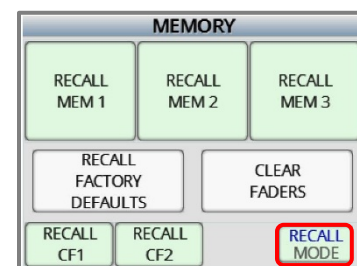 MEMORY
RECALL
MEM 1
RECALL
MEM 2
RECALL
MEM 3
RECALL
FACTORY
DEFAULTS
CLEAR
FADERS
RECALL
CF1
RECALL
CF2
RECALL
MODE